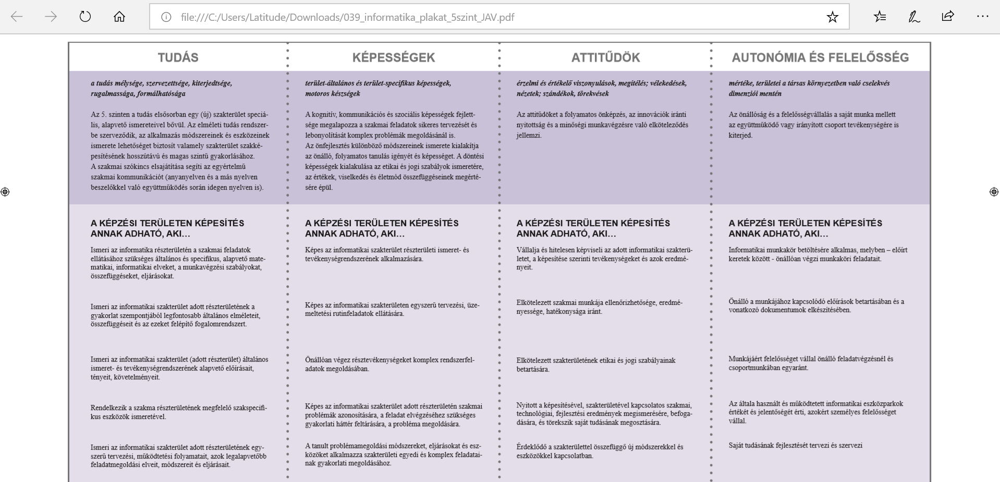 file:///C:/Users/Latitude/Downloads/039_informatika_plakat_5szint_JAV.pdf
TUDÁS
a tudás mélysége, szervezettsége, kiterjedtsége,
rugalmassága, formálhatósága
Az 5. szinten a tudás elsősorban egy (új) szakterület speciá-
lis, alapvető ismereteivel bővül. Az elméleti tudás rendszer-
be szerveződik, az alkalmazás módszereinek és eszközeinek
ismerete lehetőséget biztosít valamely szakterület szakké-
pesítésének hosszútávú és magas szintű gyakorlásához.
A szakmai szókincs elsajátítása segíti az egyértelmű
szakmai kommunikációt (anyanyelven és a más nyelven
beszélőkkel való együttműködés során idegen nyelven is).
A KÉPZÉSI TERÜLETEN KÉPESÍTÉS
ANNAK ADHATÓ, AKI…
Ismeri az informatika részterületén a szakmai feladatok
ellátásához szükséges általános és specifikus, alapvető mate-
matikai, informatikai elveket, a munkavégzési szabályokat,
összefüggéseket, eljárásokat.
Ismeri az informatikai szakterület adott részterületének a
gyakorlat szempontjából legfontosabb általános elméleteit,
összefüggéseit és az ezeket felépítő fogalomrendszert.
Ismeri az informatikai szakterület (adott részterület) általános
ismeret- és tevékenységrendszerének alapvető előírásait,
tényeit, követelményeit.
Rendelkezik a szakma részterületének megfelelő szakspecifi-
kus eszközök ismeretével.
Ismeri az informatikai szakterület adott részterületének egy-
szerű tervezési, működtetési folyamatait, azok legalapvetőbb
feladatmegoldási elveit, módszereit és eljárásait.
KÉPESSÉGEK
terület-általános és terület-specifikus képességek,
motoros készségek
A kognitív, kommunikációs és szociális képességek fejlett-
sége megalapozza a szakmai feladatok sikeres tervezését és
lebonyolítását komplex problémák megoldásánál is.
Az önfejlesztés különböző módszereinek ismerete kialakítja
az önálló, folyamatos tanulás igényét és képességet. A döntési
képességek kialakulása az etikai és jogi szabályok ismeretére,
az értékek, viselkedés és életmód összefüggéseinek megérté-
sére épül.
A KÉPZÉSI TERÜLETEN KÉPESÍTÉS
ANNAK ADHATÓ, AKI…
Képes az informatikai szakterület részterületi ismeret- és
tevékenységrendszerének alkalmazására.
Képes az informatikai szakterületen egyszerű tervezési, üze-
meltetési rutinfeladatok ellátására.
Önállóan végez résztevékenységeket komplex rendszerfel-
adatok megoldásában.
Képes az informatikai szakterület adott részterületén szakmai
problémák azonosítására, a feladat elvégzéséhez szükséges
gyakorlati háttér feltárására, a probléma megoldására.
A tanult problémamegoldási módszereket, eljárásokat és esz-
közöket alkalmazza szakterületi egyedi és komplex feladatai-
nak gyakorlati megoldásához.
ATTITŰDÖK
érzelmi és értékelő viszonyulások, megítélés; vélekedések,
nézetek; szándékok, törekvések
Az attitűdöket a folyamatos önképzés, az innovációk iránti
nyitottság és a minőségi munkavégzésre való elköteleződés
jellemzi.
A KÉPZÉSI TERÜLETEN KÉPESÍTÉS
ANNAK ADHATÓ, AKI…
Vállalja és hitelesen képviseli az adott informatikai szakterü-
letet, a képesítése szerinti tevékenységeket és azok eredmé-
nyeit.
Elkötelezett szakmai munkája ellenőrizhetősége, eredmé-
nyessége, hatékonysága iránt.
Elkötelezett szakterületének etikai és jogi szabályainak
betartására.
Nyitott a képesítésével, szakterületével kapcsolatos szakmai,
technológiai, fejlesztési eredmények megismerésére, befoga-
dására, és törekszik saját tudásának megosztására.
Érdeklődő a szakterülettel összefüggő új módszerekkel és
eszközökkel kapcsolatban.
AUTONÓMIA ÉS FELELŐSSÉG
mértéke, területei a társas környezetben való cselekvés
dimenziói mentén
Az önállóság és a felelősségvállalás a saját munka mellett
az együttműködő vagy irányított csoport tevékenységére is
kiterjed.
A KÉPZÉSI TERÜLETEN KÉPESÍTÉS
ANNAK ADHATÓ, AKI…
Informatikai munkakör betöltésére alkalmas, melyben – előírt
keretek között - önállóan végzi munkaköri feladatait.
Önálló a munkájához kapcsolódó előírások betartásában és a
vonatkozó dokumentumok elkészítésében.
Munkájáért felelősséget vállal önálló feladatvégzésnél és
csoportmunkában egyaránt.
Az általa használt és működtetett informatikai eszközparkok
értékét és jelentőségét érti, azokért személyes felelősséget
vállal.
Saját tudásának fejlesztését tervezi és szervezi